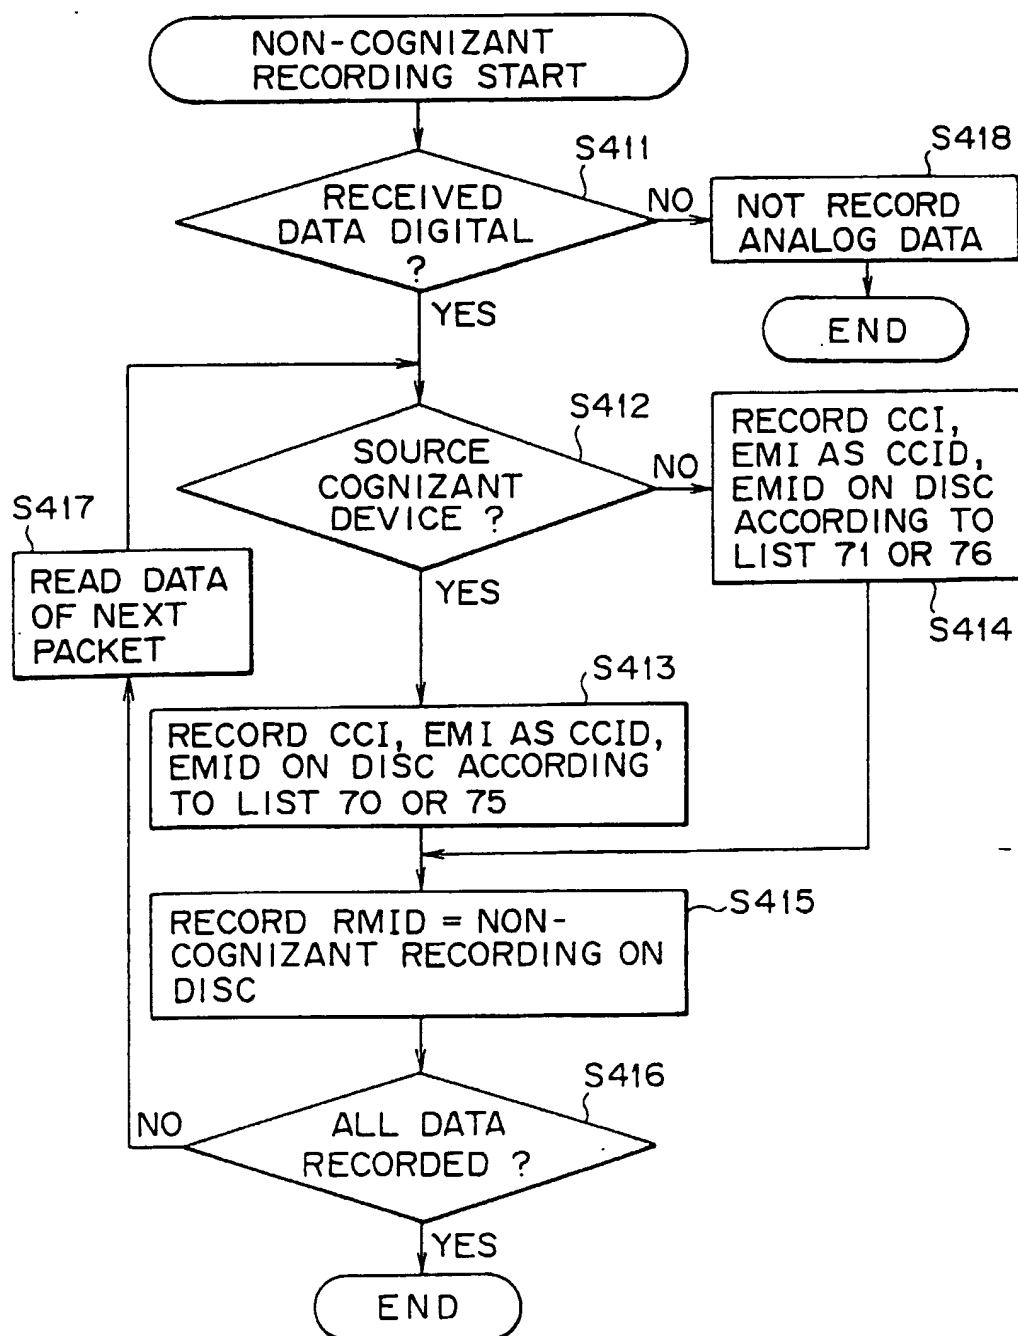 NON-COGNIZANT
RECORDING START
S411
RECEIVED
DATA DIGITAL
?
NO
S418
NOT RECORD
ANALOG DATA
END
YES
S412
SOURCE
COGNIZANT
DEVICE ?
NO
RECORD CCI,
EMI AS CCID,
EMID ON DISC
ACCORDING TO
LIST 71 OR 76
S414
YES
S417
READ DATA
OF NEXT
PACKET
S413
RECORD CCI, EMI AS CCID,
EMID ON DISC ACCORDING
TO LIST 70 OR 75
S415
RECORD RMID = NON-
COGNIZANT RECORDING ON
DISC
S416
ALL DATA
RECORDED ?
NO
YES
END